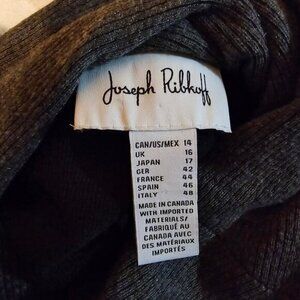 Joseph Ribkoff
CAN/US/MEX 14
UK 16
JAPAN 17
GER 42
FRANCE 44
SPAIN 46
ITALY 48
MADE IN CANADA
WITH IMPORTED
MATERIALS/
FABRIQUÉ AU
CANADA AVEC
DES MATÉRIAUX
IMPORTÉS